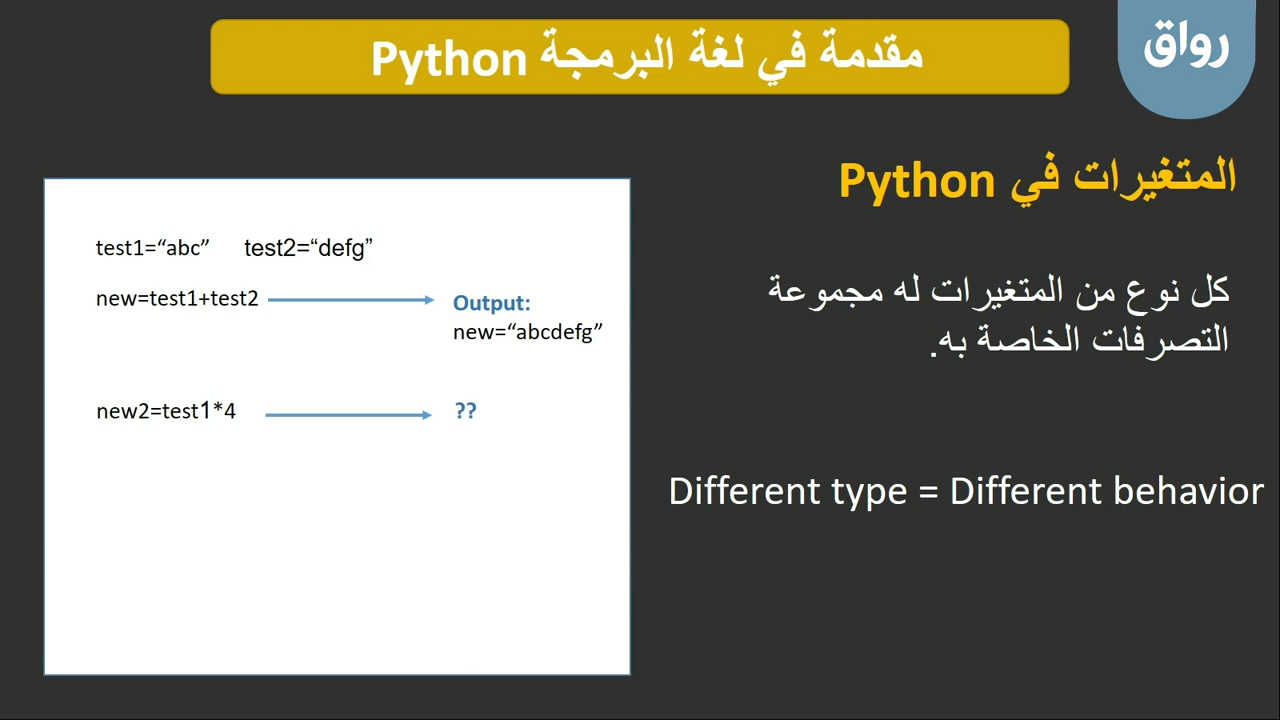 مقدمة في لغة البرمجة Python
رواق
المتغيرات في Python
كل نوع من المتغيرات له مجموعة
التصرفات الخاصة به.
Different type = Different behavior
test1=“abc” test2=“defg”
new=test1+test2
Output:
new=“abcdefg”
new2=test1*4
??